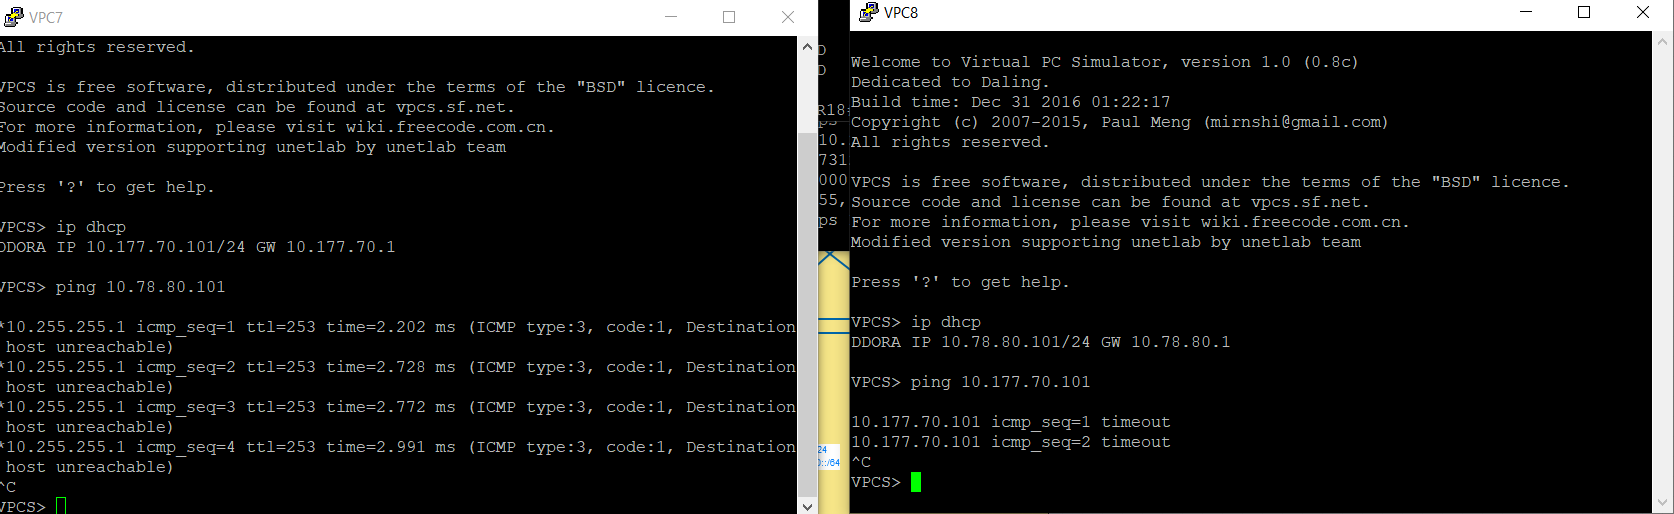 VPC7
All rights reserved.
VPCS is free software, distributed under the terms of the "BSD" licence.
Source code and license can be found at vpcs.sf.net.
For more information, please visit wiki.freecode.com.cn.
Modified version supporting unetlab by unetlab team
Press '?' to get help.
VPCS> ip dhcp
DDORA IP 10.177.70.101/24 GW 10.177.70.1
VPCS> ping 10.78.80.101
*10.255.255.1 icmp_seq=1 ttl=253 time=2.202 ms (ICMP type:3, code:1, Destination
host unreachable)
*10.255.255.1 icmp_seq=2 ttl=253 time=2.728 ms (ICMP type:3, code:1, Destination
host unreachable)
*10.255.255.1 icmp_seq=3 ttl=253 time=2.772 ms (ICMP type:3, code:1, Destination
host unreachable)
*10.255.255.1 icmp_seq=4 ttl=253 time=2.991 ms (ICMP type:3, code:1, Destination
host unreachable)
^C
VPCS>
D
D
R18#
10.
731
000
55,
ps
24
0::/64
VPC8
Welcome to Virtual PC Simulator, version 1.0 (0.8c)
Dedicated to Daling.
Build time: Dec 31 2016 01:22:17
Copyright (c) 2007-2015, Paul Meng (mirnshi@gmail.com)
All rights reserved.
VPCS is free software, distributed under the terms of the "BSD" licence.
Source code and license can be found at vpcs.sf.net.
For more information, please visit wiki.freecode.com.cn.
Modified version supporting unetlab by unetlab team
Press '?' to get help.
VPCS> ip dhcp
DDORA IP 10.78.80.101/24 GW 10.78.80.1
VPCS> ping 10.177.70.101
10.177.70.101 icmp_seq=1 timeout
10.177.70.101 icmp_seq=2 timeout
^C
VPCS>